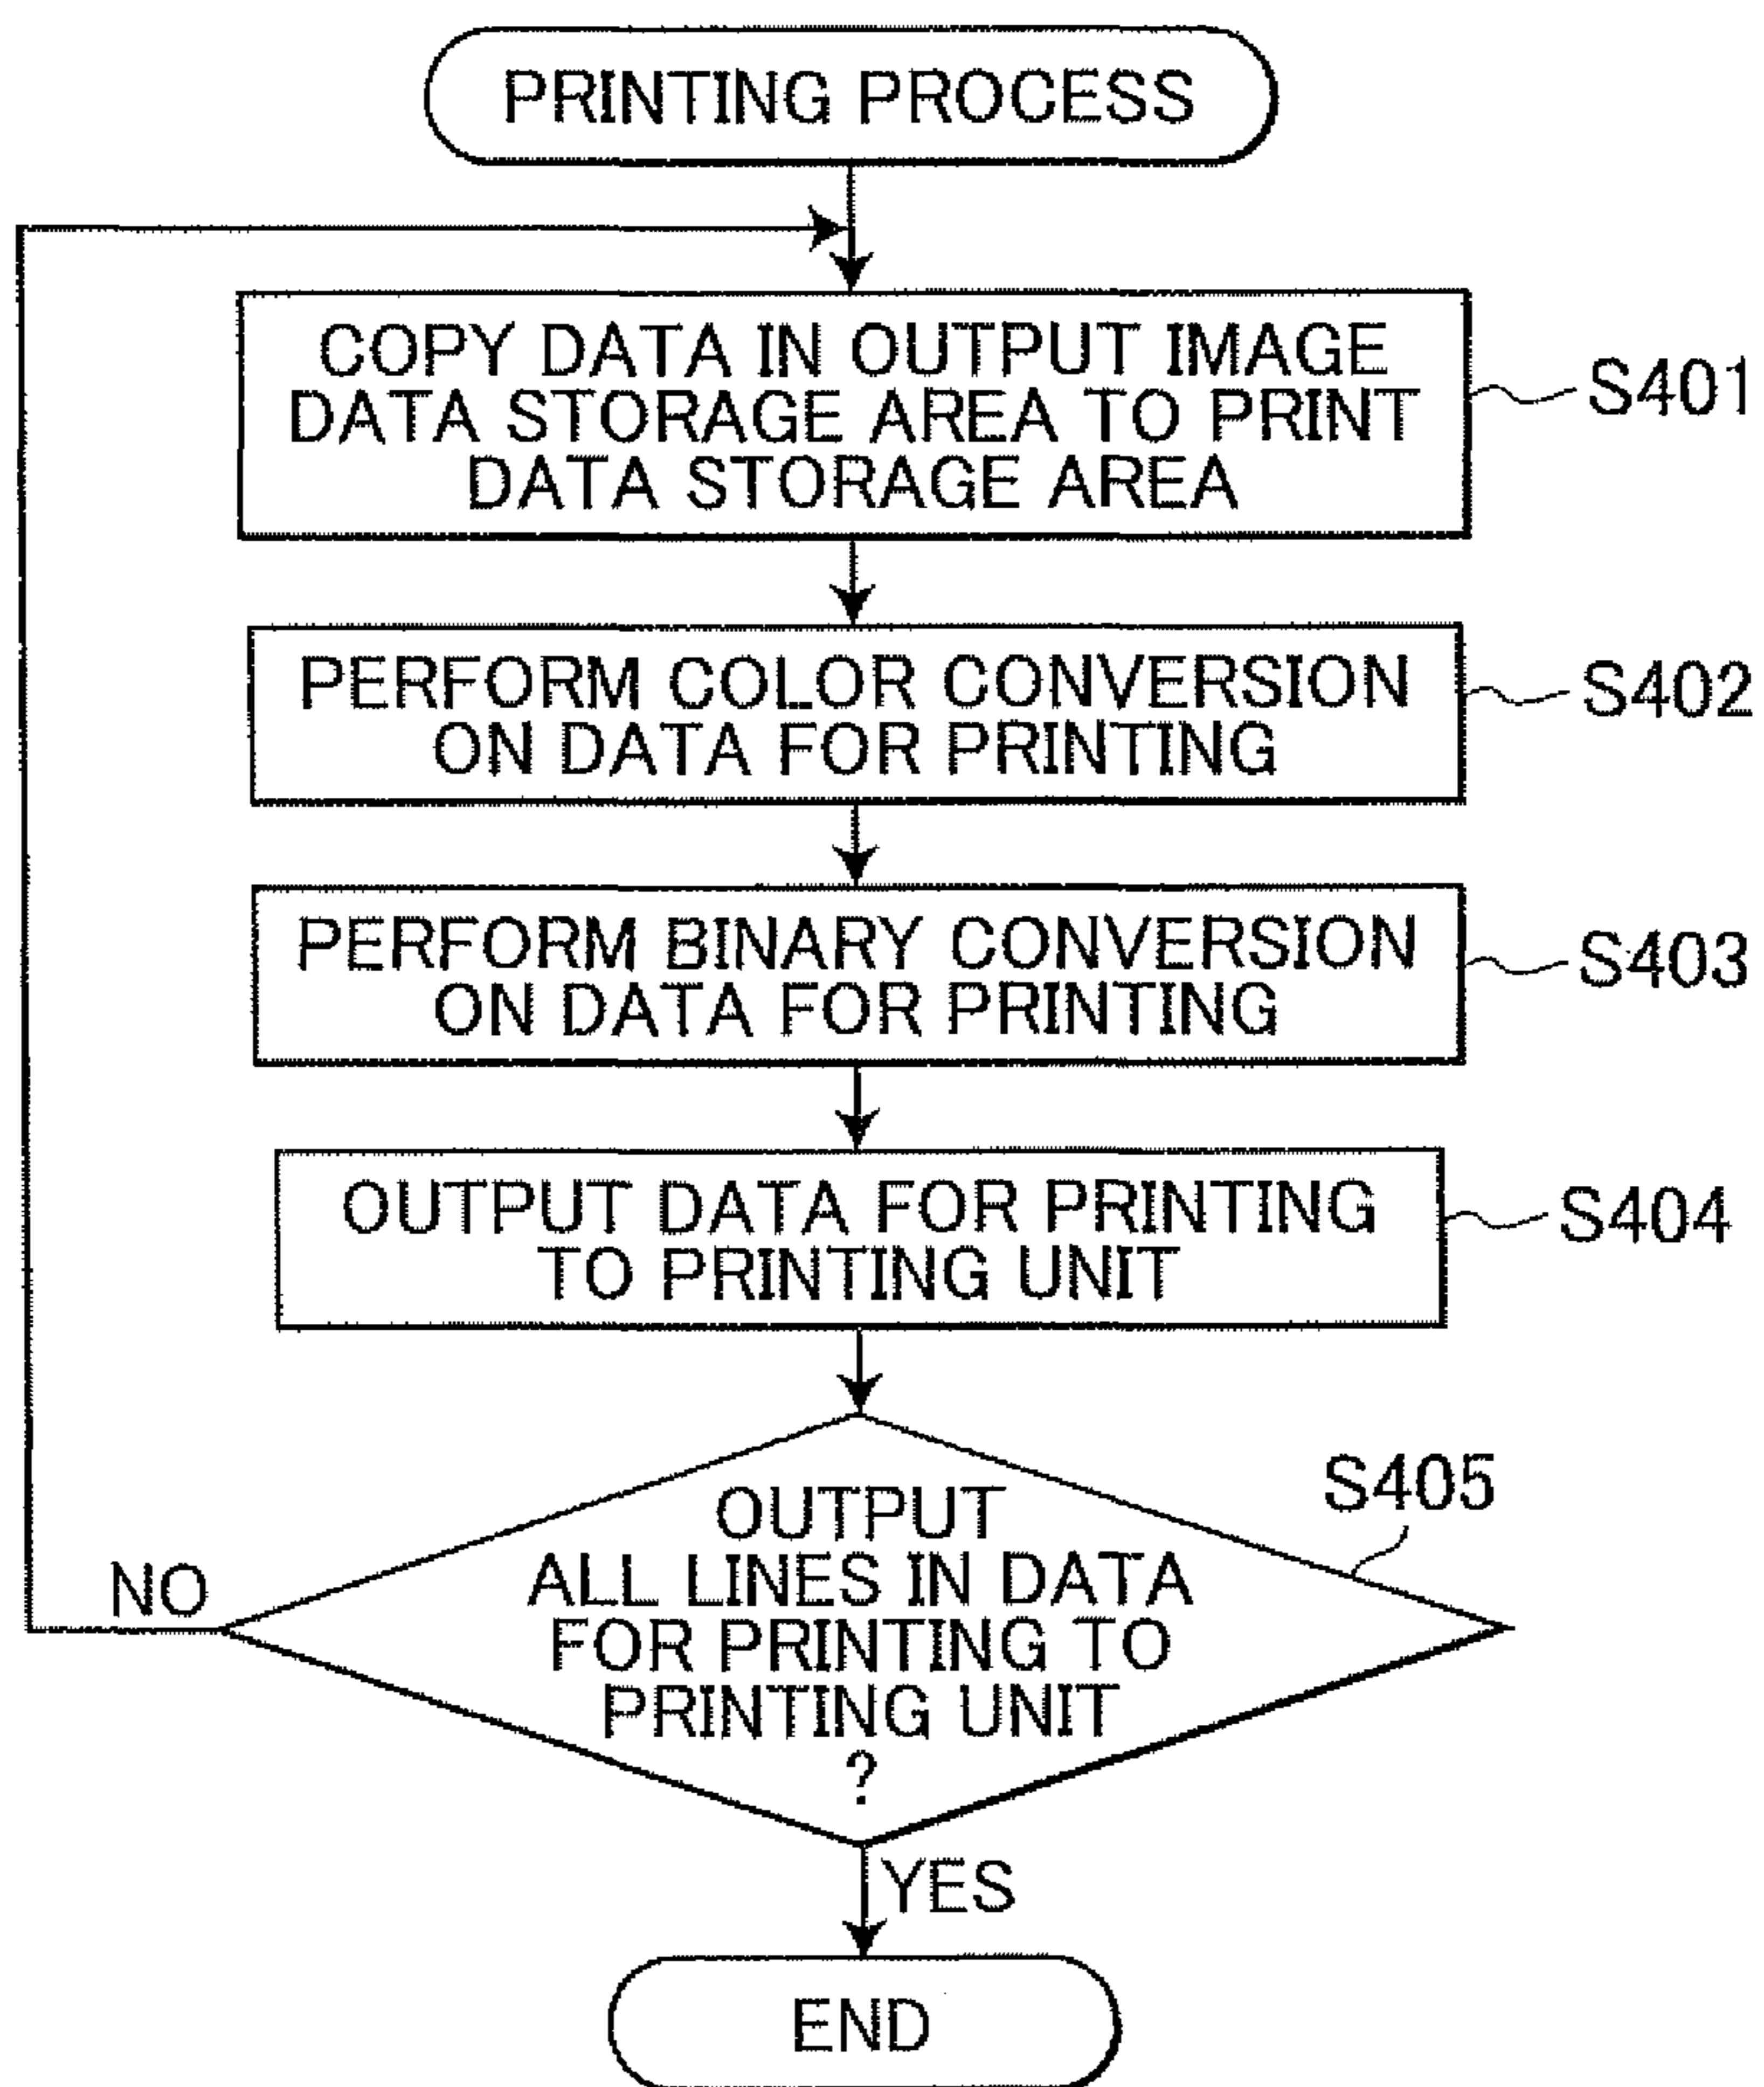 PRINTING PROCESS
COPY DATA IN OUTPUT IMAGE
DATA STORAGE AREA TO PRINT
DATA STORAGE AREA
S401
PERFORM COLOR CONVERSION
ON DATA FOR PRINTING
S402
PERFORM BINARY CONVERSION
ON DATA FOR PRINTING
S403
OUTPUT DATA FOR PRINTING
TO PRINTING UNIT
S404
S405
OUTPUT
ALL LINES IN DATA
FOR PRINTING TO
PRINTING UNIT
?
NO
YES
END